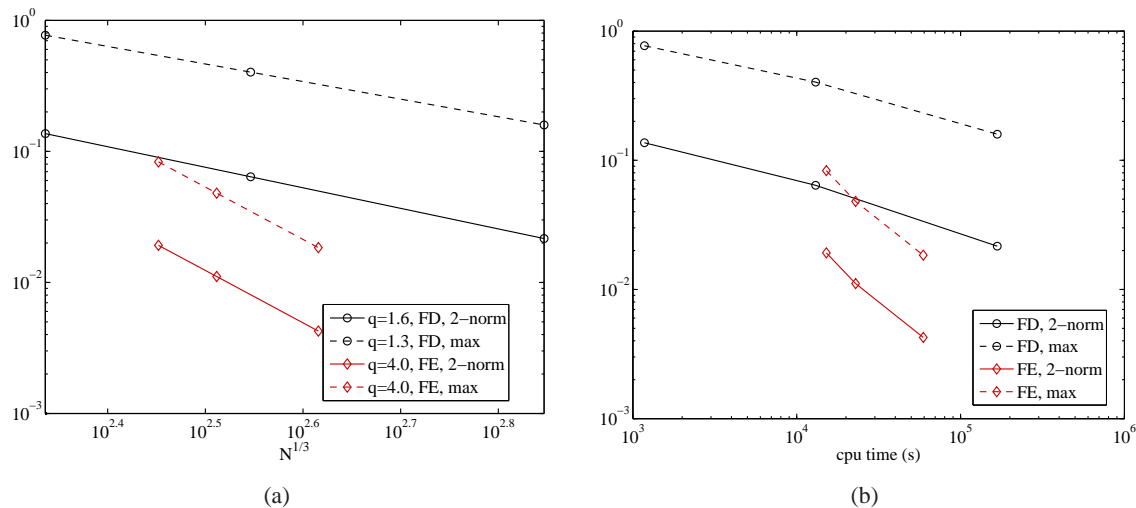 10^0
10^-1
10^-2
10^-3
10^2.4 10^2.5 10^2.6 10^2.7 10^2.8
N^1/3
q=1.6, FD, 2−norm
q=1.3, FD, max
q=4.0, FE, 2−norm
q=4.0, FE, max
(a)
10^0
10^-1
10^-2
10^-3
10^3 10^4 10^5 10^6
cpu time (s)
FD, 2−norm
FD, max
FE, 2−norm
FE, max
(b)